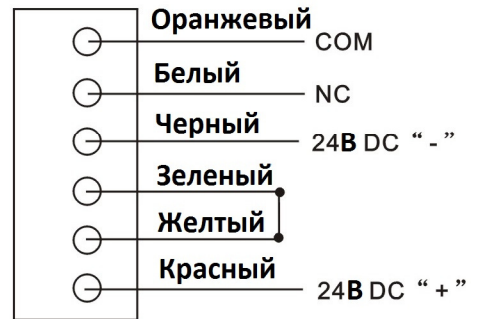 Оранжевый
COM
Белый
NC
Черный
24В DC “ - ”
Зеленый
Желтый
Красный
24В DC “ + ”